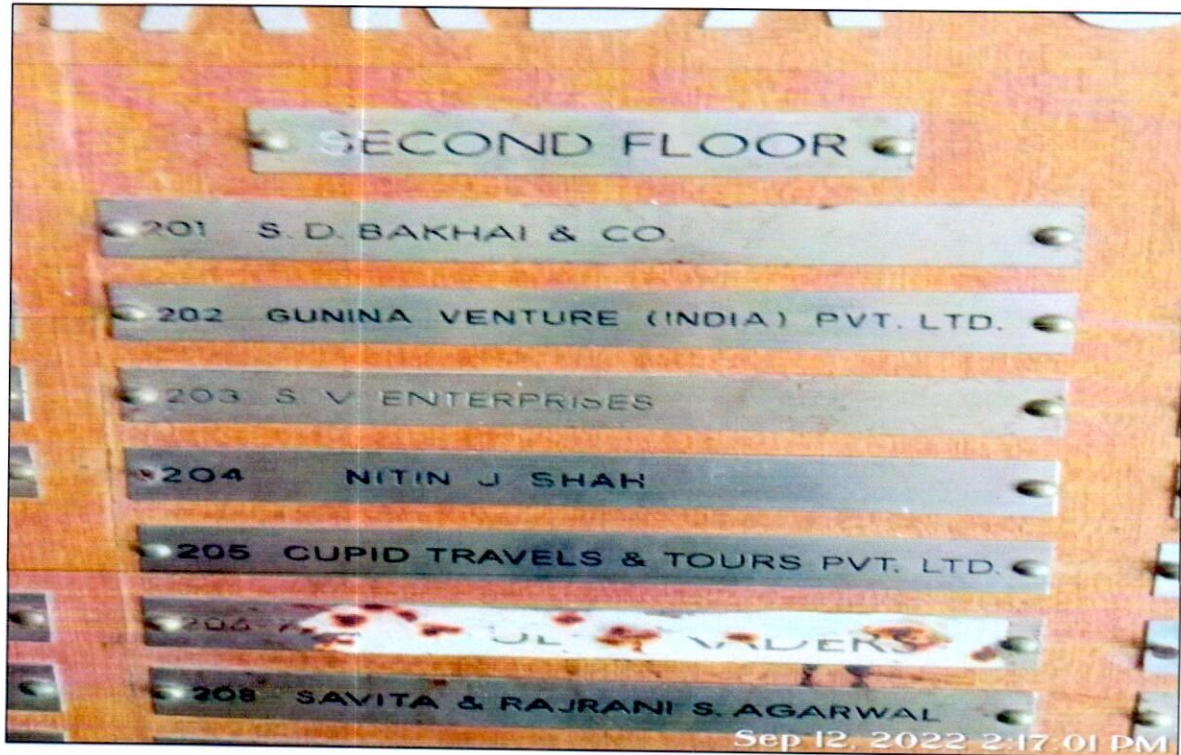 SECOND FLOOR
201 S. D. BAKHAI & CO.
202 GUNINA VENTURE (INDIA) PVT. LTD.
203 S V ENTERPRISES
204 NITIN J SHAH
205 CUPID TRAVELS & TOURS PVT. LTD.
206
208 SAVITA & RAJRANI S. AGARWAL
Sep 12, 2022 2:17:01 PM